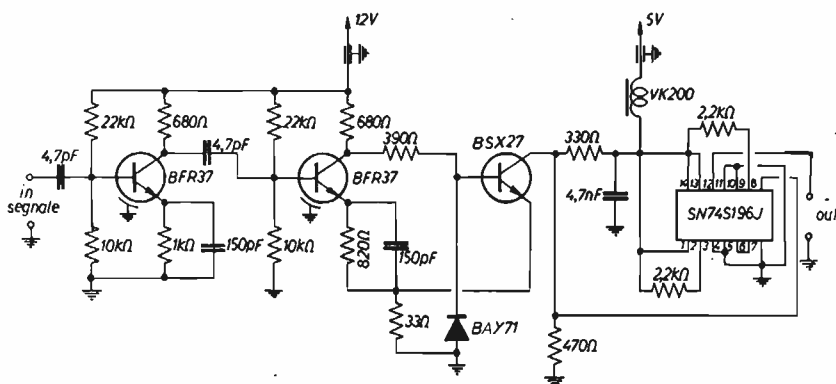 12V
5V
VK200
22kΩ
680Ω
22kΩ
680Ω
390Ω
BSX27
330Ω
2,2kΩ
4,7pF
4,7pF
BFR37
BFR37
4,7nF
14 13 12 11 10 9 8
SN74S196J
1 2 3 4 5 6 7
in
segnale
out
10kΩ
1kΩ
150pF
10kΩ
820Ω
150pF
2,2kΩ
33Ω
BAY71
470Ω